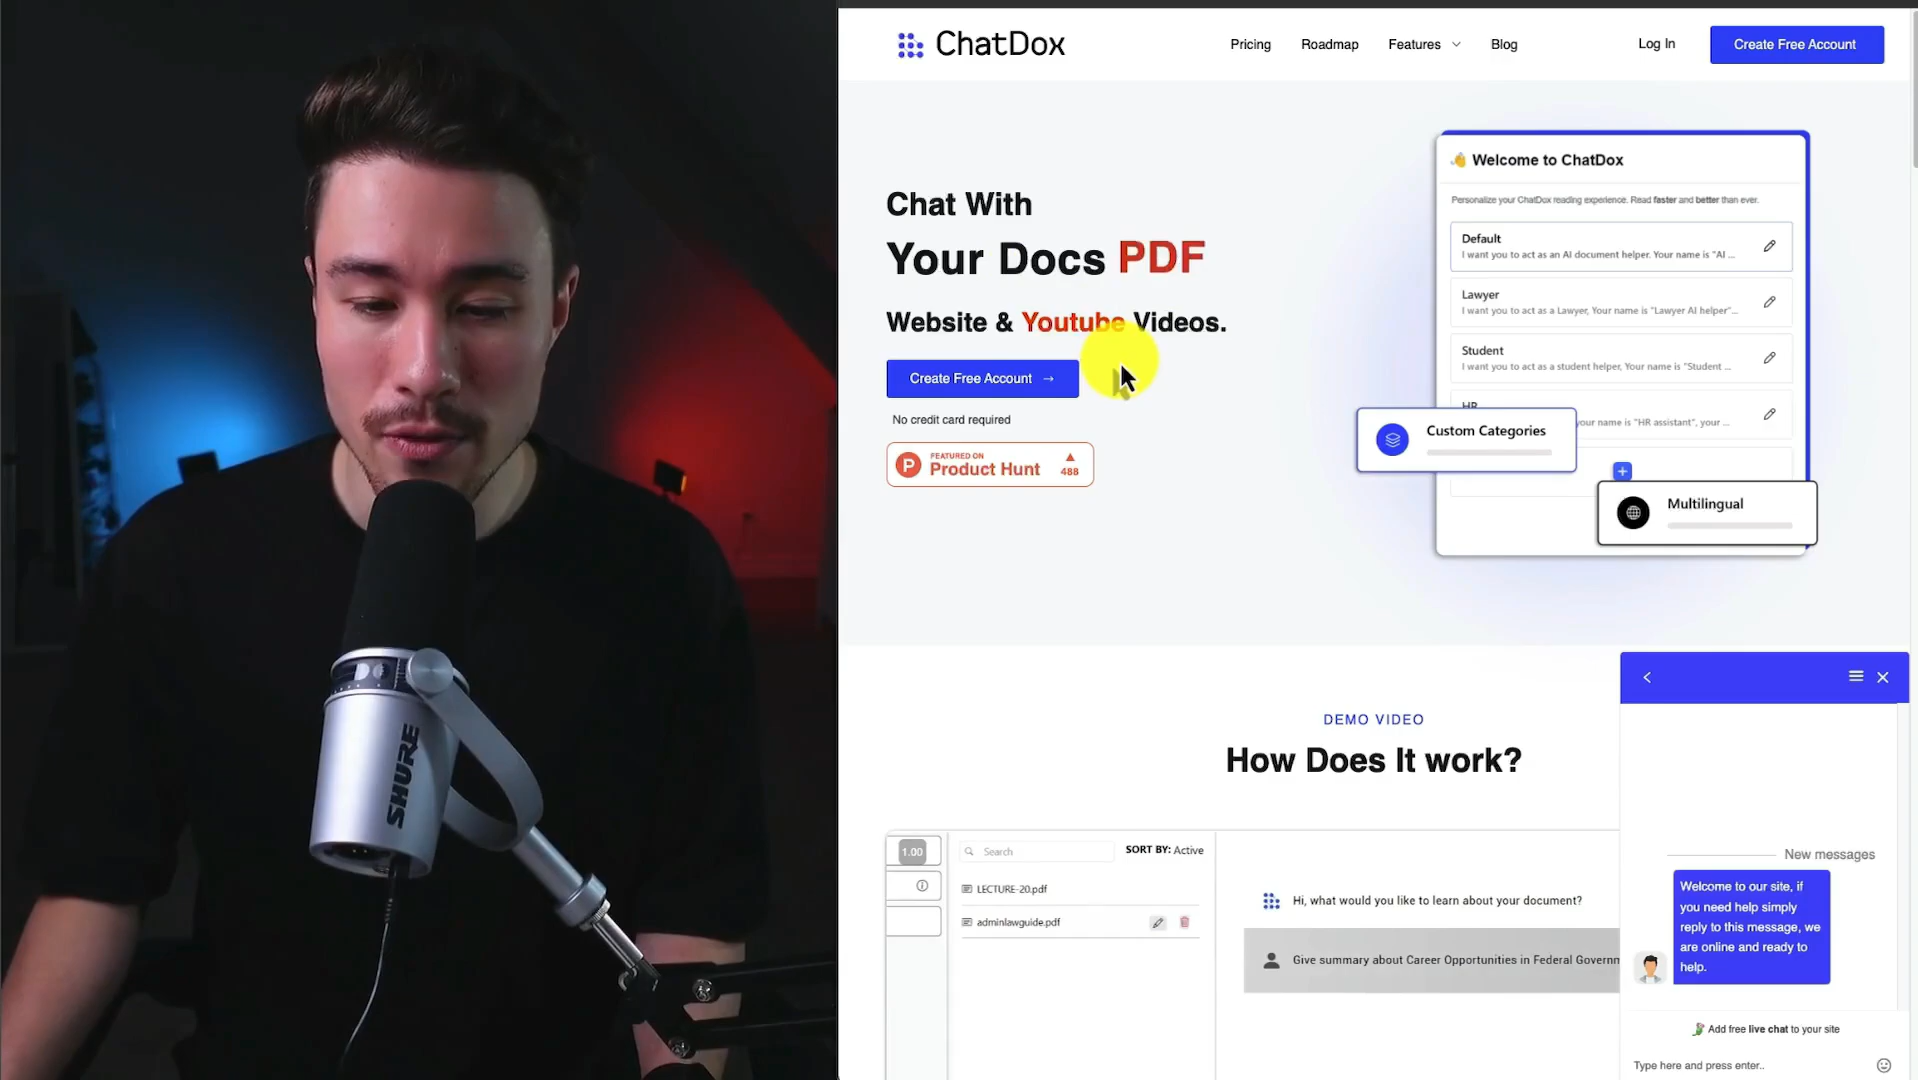 ChatDox
Pricing
Roadmap
Features
Blog
Log In
Create Free Account
Chat With
Your Docs PDF
Website & Youtube Videos.
Create Free Account →
No credit card required
P
FEATURED ON
Product Hunt
488
Welcome to ChatDox
Personalize your ChatDox reading experience. Read faster and better than ever.
Default
I want you to act as an AI document helper. Your name is "AI ...
Lawyer
I want you to act as a Lawyer, Your name is "Lawyer AI helper"...
Student
I want you to act as a student helper, Your name is "Student ...
HR
your name is "HR assistant", your ...
Custom Categories
Multilingual
DEMO VIDEO
How Does It work?
1.00
Search
SORT BY: Active
LECTURE-20.pdf
adminlawguide.pdf
Hi, what would you like to learn about your document?
Give summary about Career Opportunities in Federal Governm
New messages
Welcome to our site, if
you need help simply
reply to this message, we
are online and ready to
help.
Add free live chat to your site
Type here and press enter..
SHURE